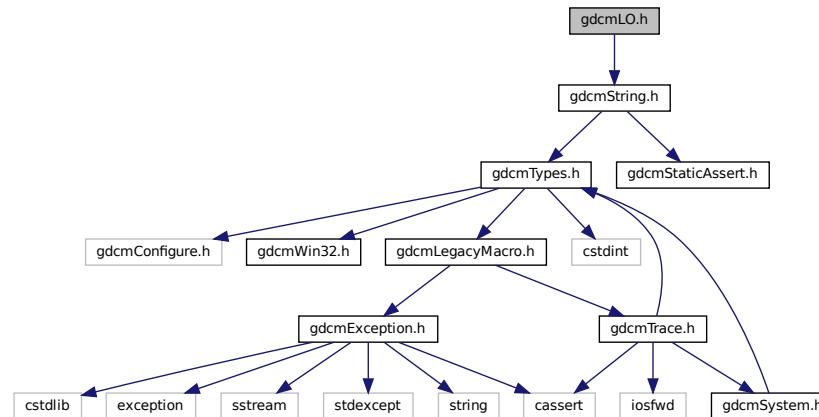 gdcmLO.h
gdcmString.h
gdcmTypes.h
gdcmStaticAssert.h
gdcmConfigure.h
gdcmWin32.h
gdcmLegacyMacro.h
cstdint
gdcmException.h
gdcmTrace.h
cstdlib
exception
sstream
stdexcept
string
cassert
iosfwd
gdcmSystem.h